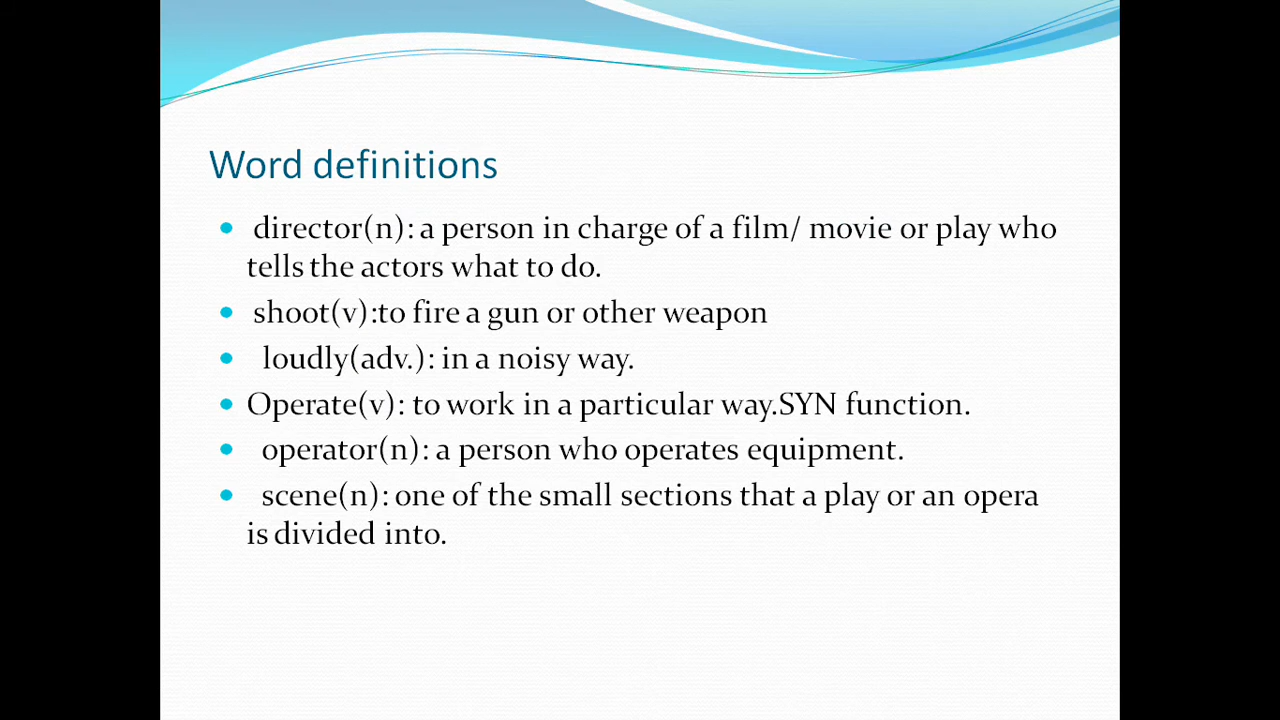 Word definitions
director(n): a person in charge of a film/ movie or play who
tells the actors what to do.
shoot(v):to fire a gun or other weapon
loudly(adv.): in a noisy way.
Operate(v): to work in a particular way.SYN function.
operator(n): a person who operates equipment.
scene(n): one of the small sections that a play or an opera
is divided into.